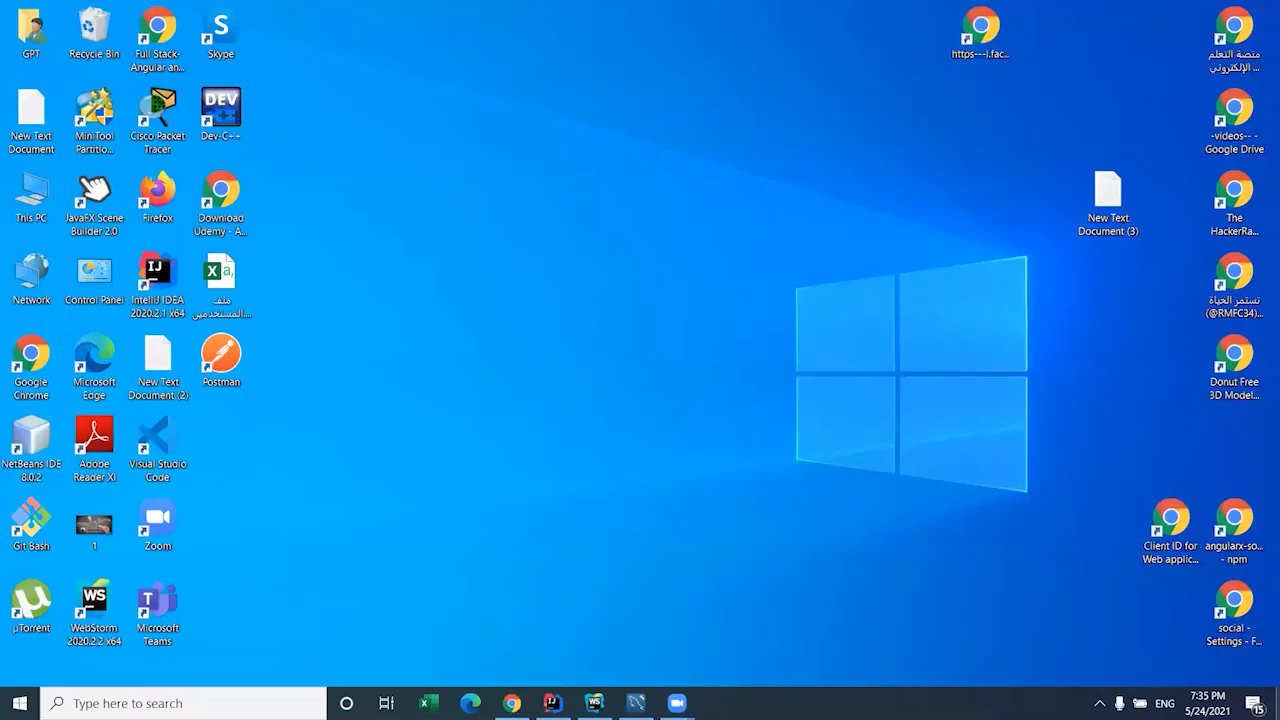 GPT
Recycle Bin
Full Stack-
Angular an...
S
Skype
https---l.fac...
منصة التعلم
الإلكتروني ...
New Text
Document
MiniTool
Partitio...
Cisco Packet
Tracer
DEV
C++
Dev-C++
-videos-- -
Google Drive
This PC
JavaFX Scene
Builder 2.0
Firefox
Download
Udemy - A...
New Text
Document (3)
The
HackerRa...
Network
Control Panel
IJ
IntelliJ IDEA
2020.2.1 x64
X a,
ملف
المستخدمين....
تستمر الحياة
(@RMFC34)...
Google
Chrome
Microsoft
Edge
New Text
Document (2)
Postman
Donut Free
3D Model...
NetBeans IDE
8.0.2
Adobe
Reader XI
Visual Studio
Code
Git Bash
1
Zoom
Client ID for
Web applic...
angularx-so...
- npm
µTorrent
WS
WebStorm
2020.2.2 x64
T
Microsoft
Teams
social -
Settings - F...
Type here to search
X
IJ
WS
ENG
7:35 PM
5/24/2021
15